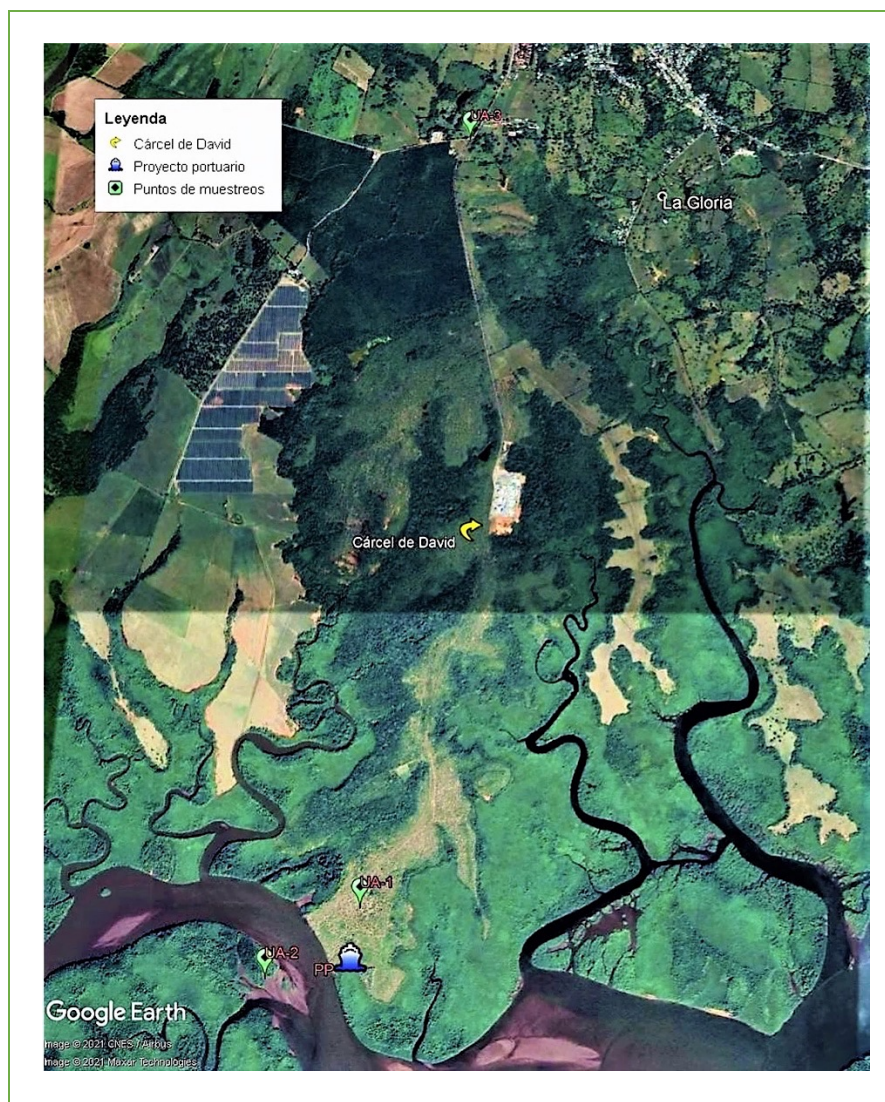 Leyenda
Cárcel de David
Proyecto portuario
Puntos de muestreos
UA-3
La Gloria
Cárcel de David
UA-1
UA-2
PP
Google Earth
Image © 2021 CNES / Airbus
Image © 2021 Maxar Technologies